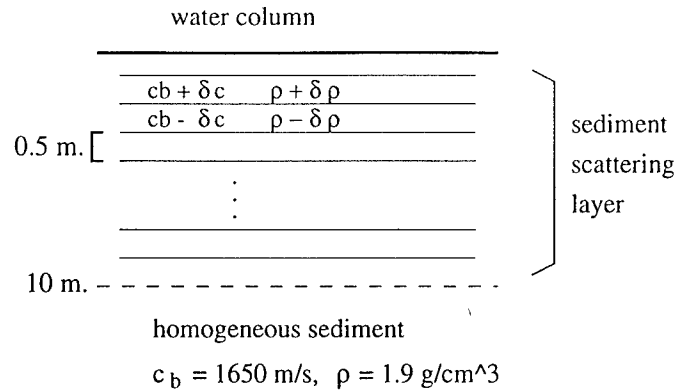 water column
cb + δc ρ + δρ
cb - δc ρ – δρ
0.5 m.
sediment
scattering
layer
10 m.
homogeneous sediment
c b = 1650 m/s, ρ = 1.9 g/cm^3